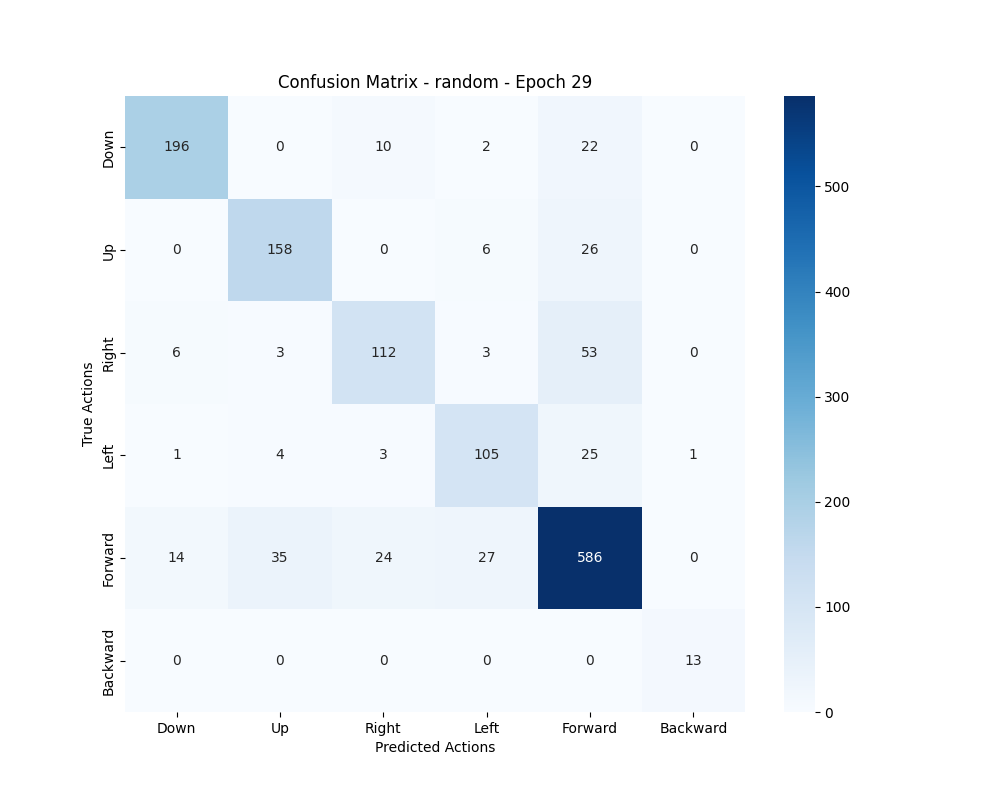 Confusion Matrix - random - Epoch 29
True Actions
Down 196 0 10 2 22 0
Up 0 158 0 6 26 0
Right 6 3 112 3 53 0
Left 1 4 3 105 25 1
Forward 14 35 24 27 586 0
Backward 0 0 0 0 0 13
Down Up Right Left Forward Backward
Predicted Actions
500
400
300
200
100
0